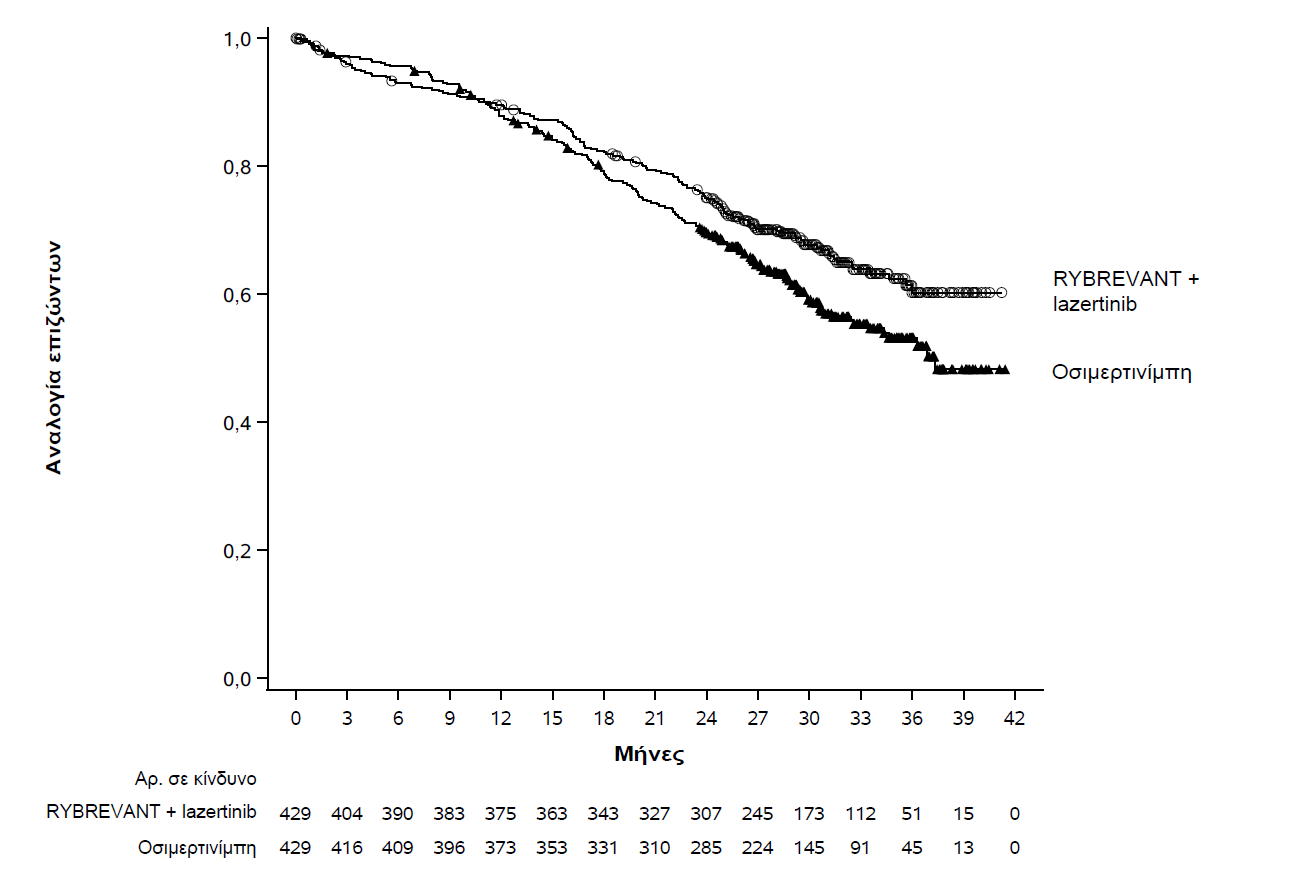 1,0
0,8
0,6
0,4
0,2
0,0
Αναλογία επιζώντων
RYBREVANT +
lazertinib
Οσιμερτινίμπη
0 3 6 9 12 15 18 21 24 27 30 33 36 39 42
Μήνες
Αρ. σε κίνδυνο
RYBREVANT + lazertinib 429 404 390 383 375 363 343 327 307 245 173 112 51 15 0
Οσιμερτινίμπη 429 416 409 396 373 353 331 310 285 224 145 91 45 13 0